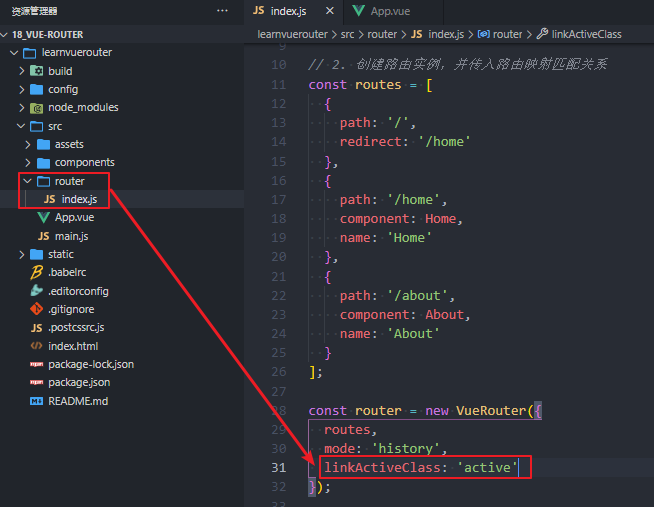 资源管理器
···
18_VUE-ROUTER
learnvuerouter
build
config
node_modules
src
assets
components
router
JS index.js
App.vue
JS main.js
static
.babelrc
.editorconfig
.gitignore
JS .postcssrc.js
<> index.html
package-lock.json
package.json
README.md
JS index.js ×
App.vue
learnvuerouter > src > router > JS index.js > router > linkActiveClass
9
10 // 2. 创建路由实例，并传入路由映射匹配关系
11 const routes = [
12 {
13 path: '/',
14 redirect: '/home'
15 },
16 {
17 path: '/home',
18 component: Home,
19 name: 'Home'
20 },
21 {
22 path: '/about',
23 component: About,
24 name: 'About'
25 }
26 ];
27
28 const router = new VueRouter({
29 routes,
30 mode: 'history',
31 linkActiveClass: 'active'
32 });